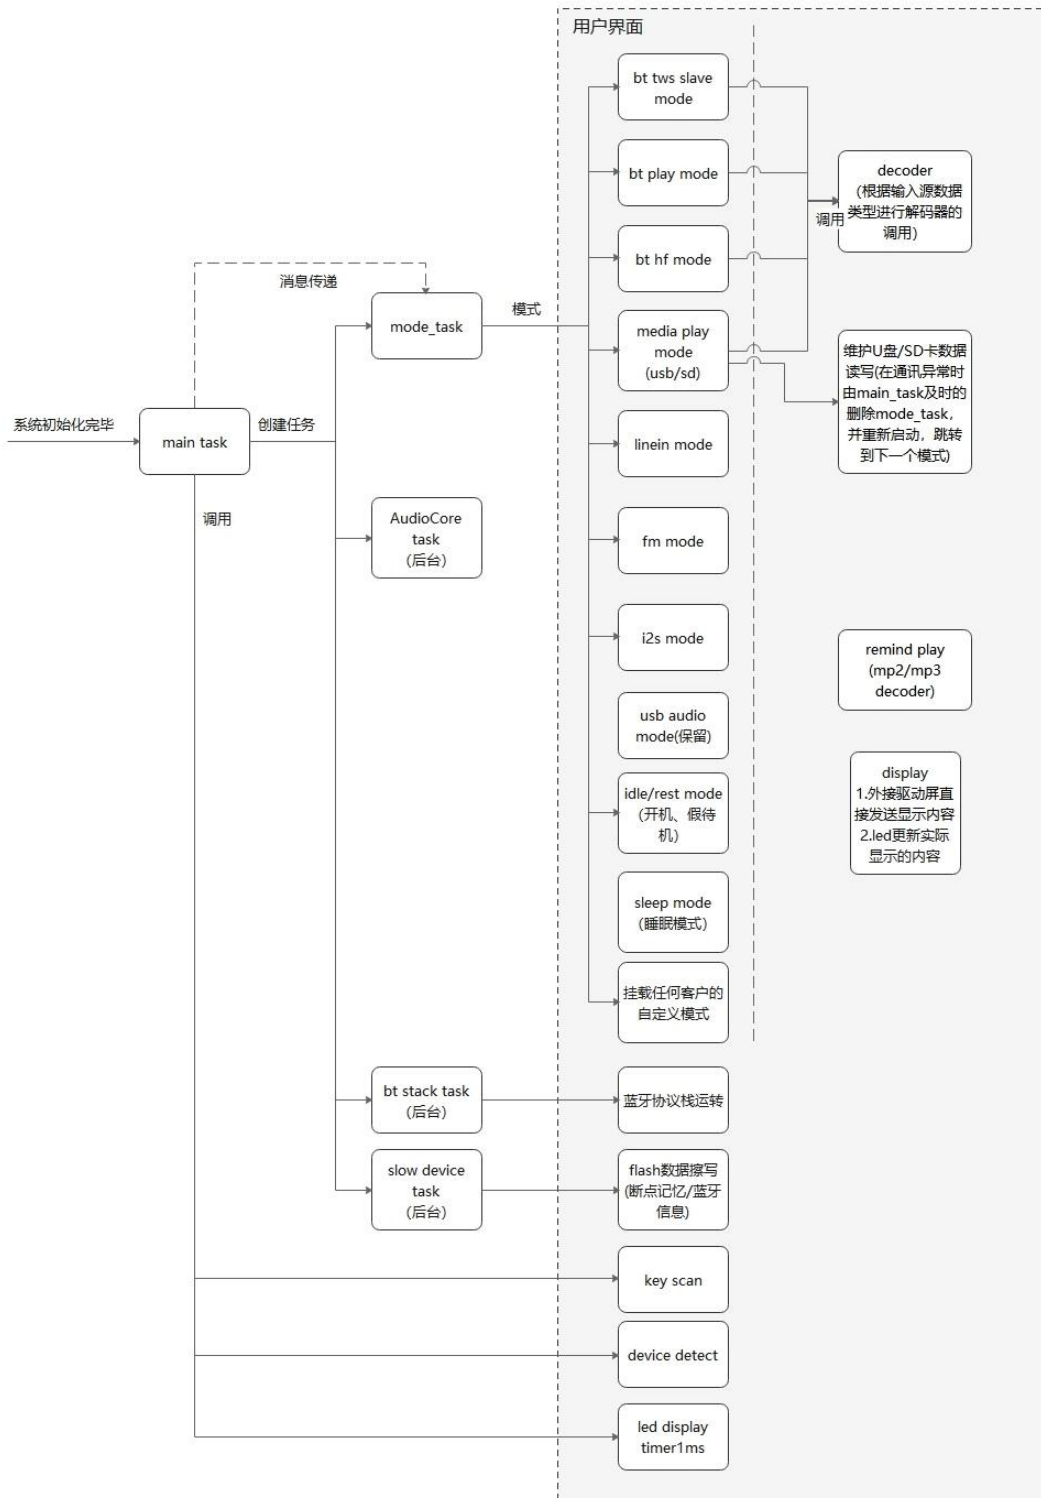 用户界面
bt tws slave
mode
bt play mode
decoder
（根据输入源数据
类型进行解码器的
调用）
调用
bt hf mode
消息传递
mode_task
模式
media play
mode
(usb/sd)
维护U盘/SD卡数据
读写(在通讯异常时
由main_task及时的
删除mode_task，
并重新启动，跳转
到下一个模式)
系统初始化完毕
main task
创建任务
linein mode
调用
AudioCore
task
（后台）
fm mode
i2s mode
remind play
(mp2/mp3
decoder)
usb audio
mode(保留)
display
1.外接驱动屏直
接发送显示内容
2.led更新实际
显示的内容
idle/rest mode
（开机、假待
机）
sleep mode
（睡眠模式）
挂载任何客户的
自定义模式
bt stack task
（后台）
蓝牙协议栈运转
slow device
task
（后台）
flash数据擦写
(断点记忆/蓝牙
信息)
key scan
device detect
led display
timer1ms